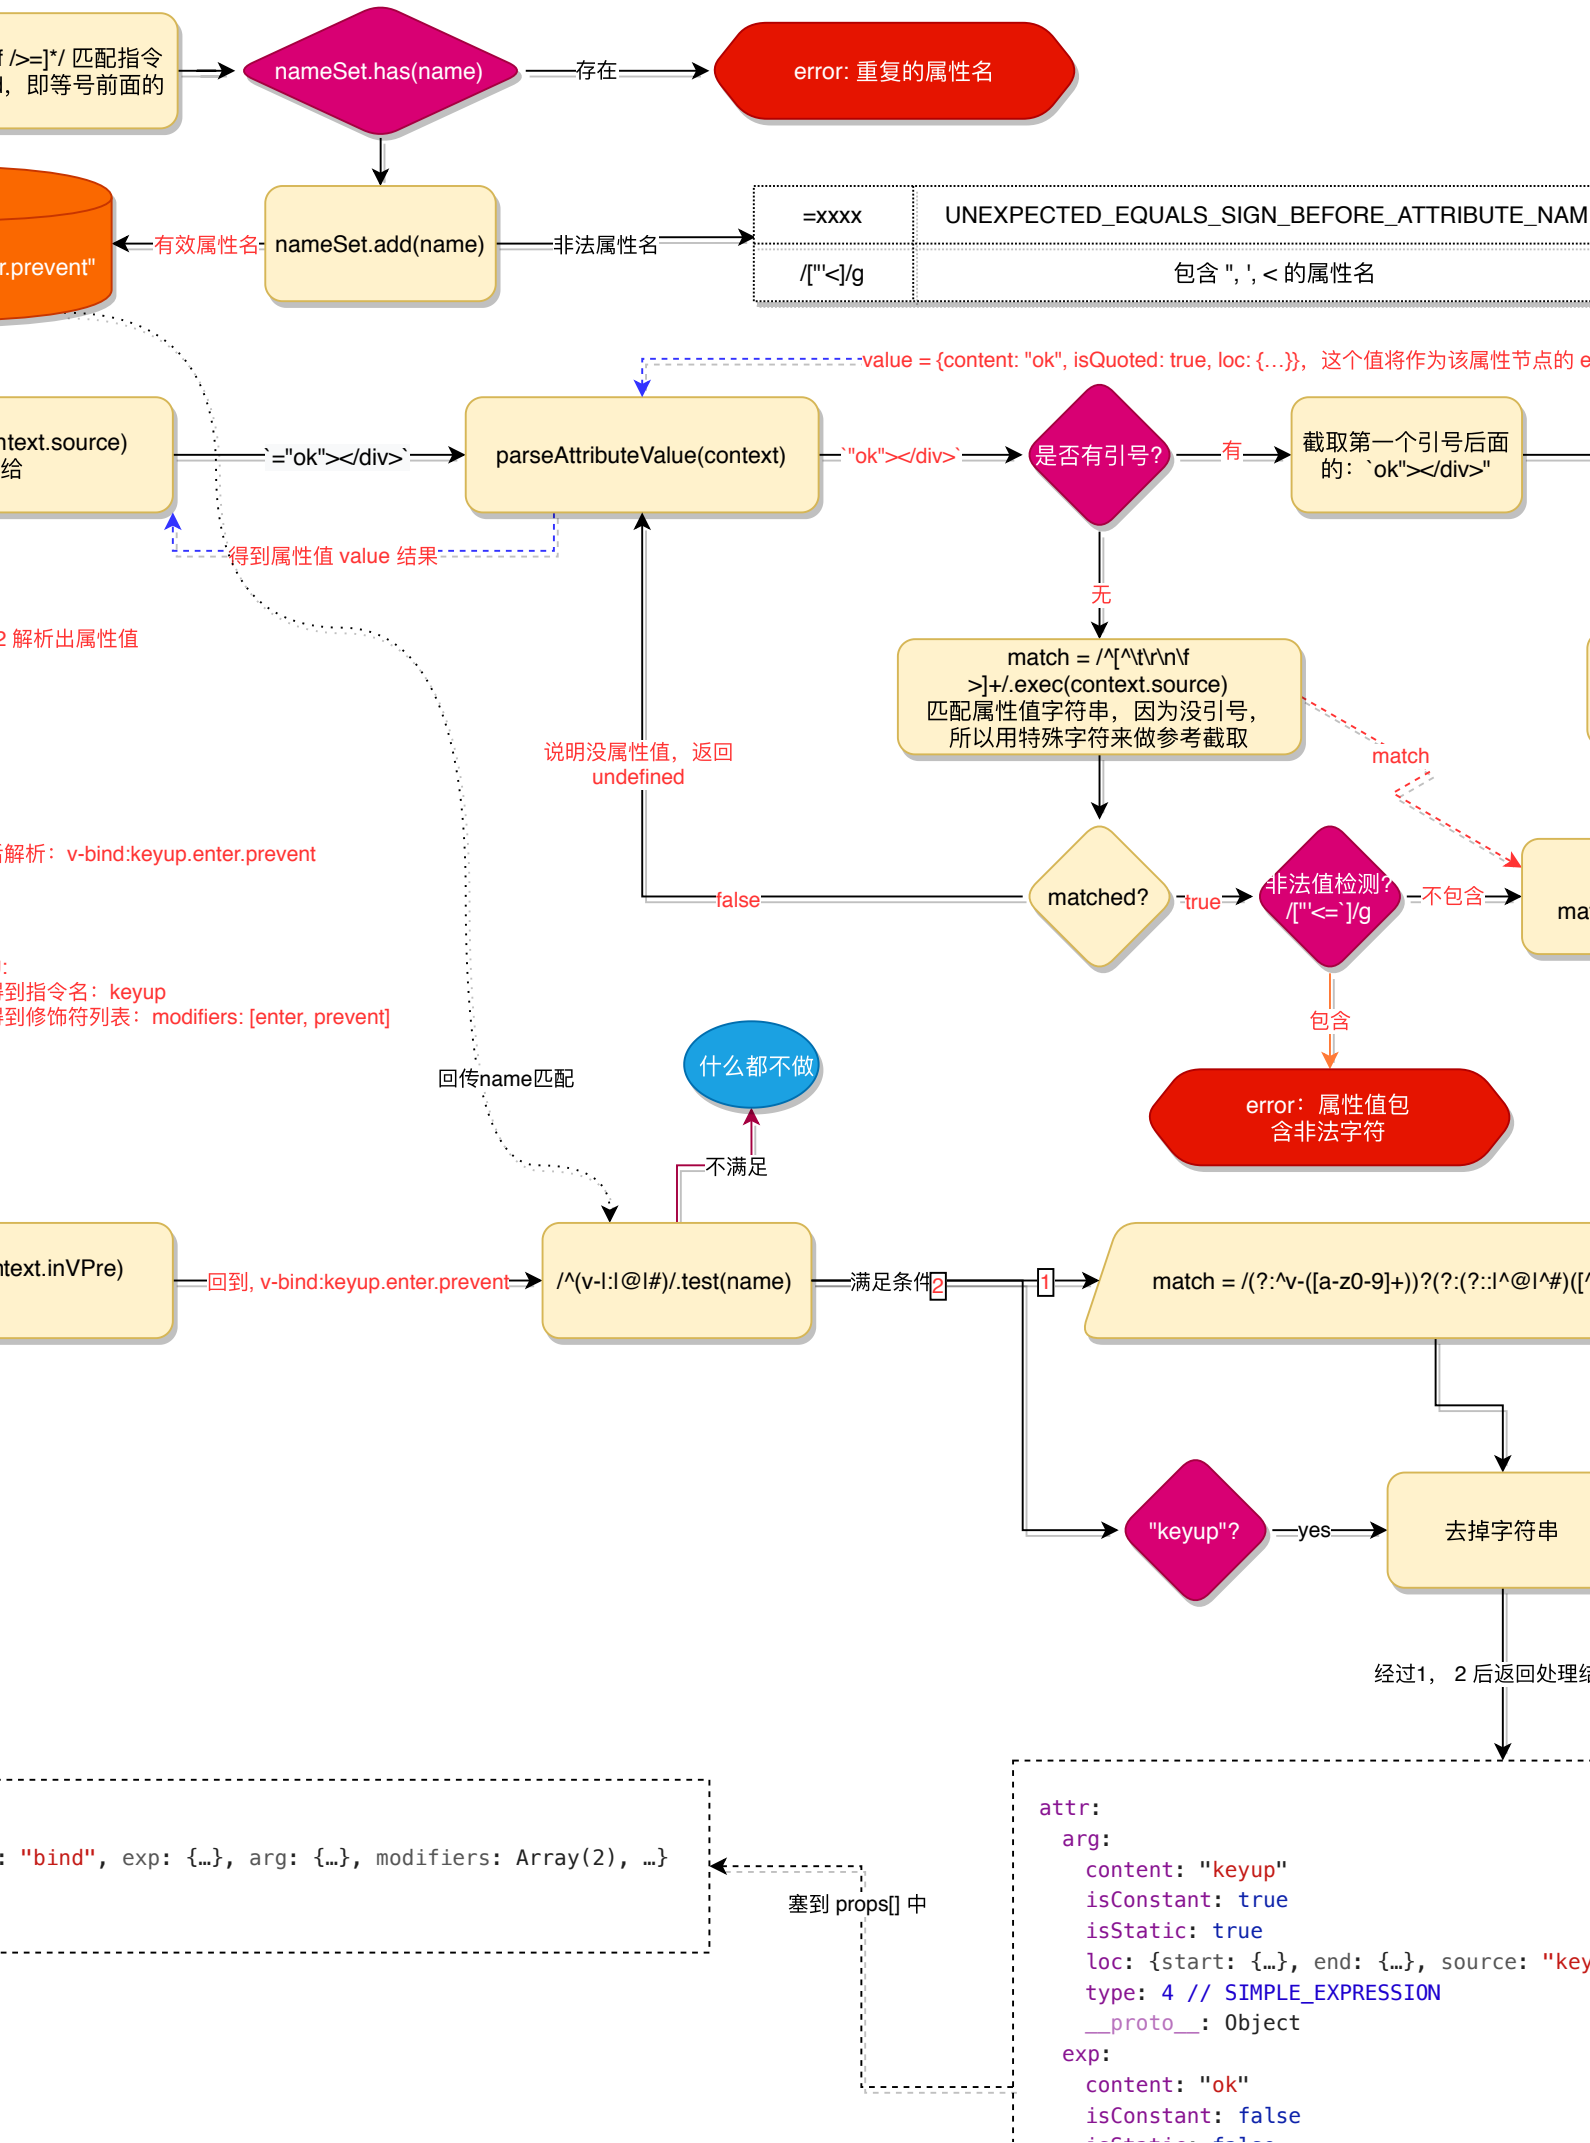 f />=]*/ 匹配指令
，即等号前面的
nameSet.has(name)
存在
error: 重复的属性名
r.prevent"
有效属性名
nameSet.add(name)
非法属性名
=xxxx
UNEXPECTED_EQUALS_SIGN_BEFORE_ATTRIBUTE_NAM
/["'<]/g
包含 ", ', < 的属性名
value = {content: "ok", isQuoted: true, loc: {…}}，这个值将作为该属性节点的 e
ntext.source)
给
`="ok"></div>`
parseAttributeValue(context)
`"ok"></div>`
是否有引号?
有
截取第一个引号后面
的：`ok"></div>"
得到属性值 value 结果
无
2 解析出属性值
match = /^[^\t\r\n\f
>]+/.exec(context.source)
匹配属性值字符串，因为没引号，
所以用特殊字符来做参考截取
说明没属性值，返回
undefined
match
后解析：v-bind:keyup.enter.prevent
matched?
false
true
非法值检测?
/["'<=`]/g
不包含
mat
:
得到指令名：keyup
得到修饰符列表：modifiers: [enter, prevent]
包含
什么都不做
回传name匹配
error：属性值包
含非法字符
不满足
ntext.inVPre)
回到, v-bind:keyup.enter.prevent
/^(v-|:|@|#)/.test(name)
满足条件
2
1
match = /(?:^v-([a-z0-9]+))?(?:(?::|^@|^#)([^
"keyup"?
yes
去掉字符串
经过1， 2 后返回处理结
: "bind", exp: {…}, arg: {…}, modifiers: Array(2), …}
塞到 props[] 中
attr:
arg:
content: "keyup"
isConstant: true
isStatic: true
loc: {start: {…}, end: {…}, source: "key
type: 4 // SIMPLE_EXPRESSION
__proto__: Object
exp:
content: "ok"
isConstant: false